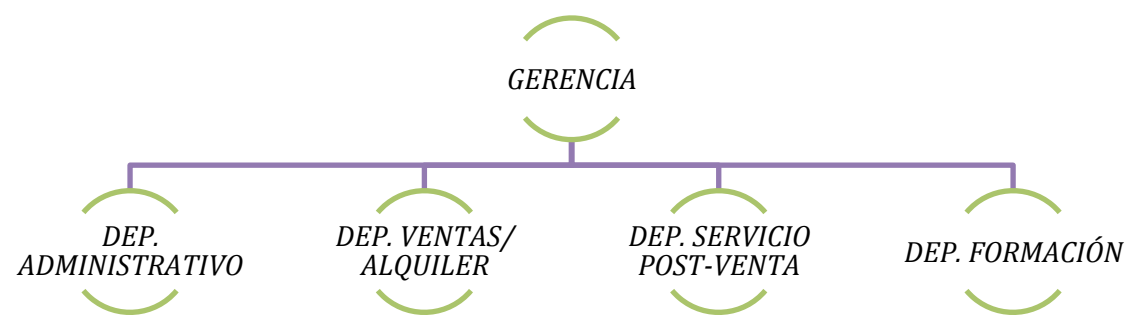 GERENCIA
DEP.
ADMINISTRATIVO
DEP. VENTAS/
ALQUILER
DEP. SERVICIO
POST-VENTA
DEP. FORMACIÓN